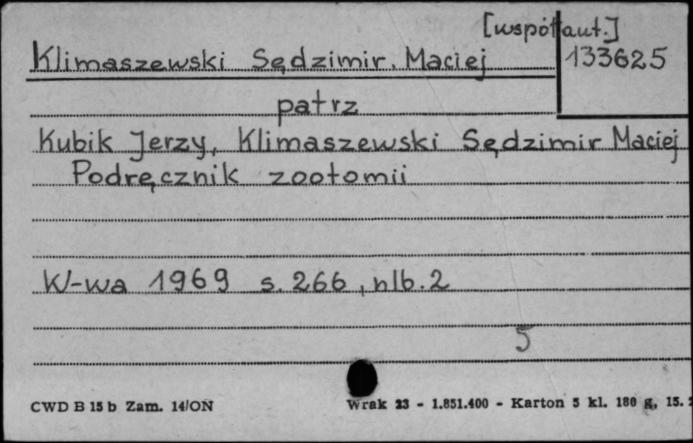 [współaut.]
Klimaszewski Sędzimir. Maciej 133625
patrz
Kubik Jerzy, Klimaszewski Sędzimir Maciej
Podręcznik zootomii
W-wa 1969 s. 266, nlb. 2
5
CWD B 15 b Zam. 14/ON Wrak 23 - 1.851.400 - Karton 5 kl. 180 g, 15.